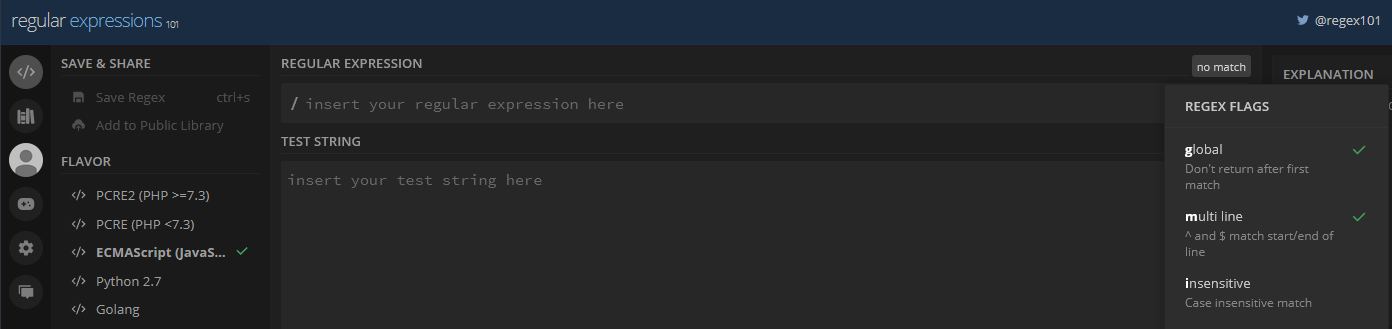 regular expressions 101
@regex101
SAVE & SHARE
Save Regex ctrl+s
Add to Public Library
FLAVOR
PCRE2 (PHP >=7.3)
PCRE (PHP <7.3)
ECMAScript (JavaS...
Python 2.7
Golang
REGULAR EXPRESSION
no match
/ insert your regular expression here
TEST STRING
insert your test string here
EXPLANATION
REGEX FLAGS
global
Don't return after first
match
multi line
^ and $ match start/end of
line
insensitive
Case insensitive match